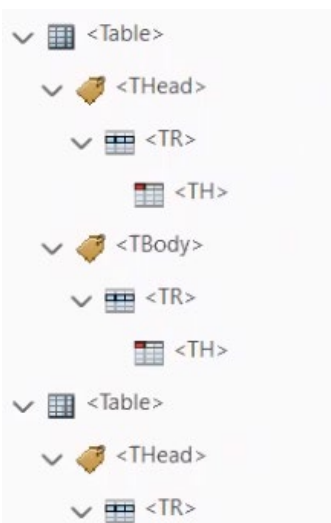 <Table>
<THead>
<TR>
<TH>
<TBody>
<TR>
<TH>
<Table>
<THead>
<TR>